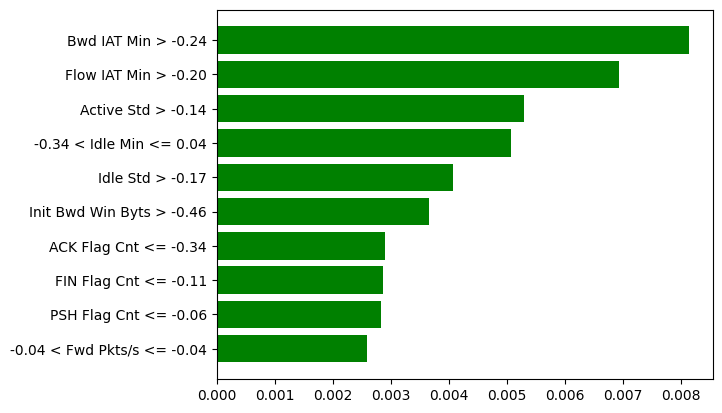 Bwd IAT Min > -0.24
Flow IAT Min > -0.20
Active Std > -0.14
-0.34 < Idle Min <= 0.04
Idle Std > -0.17
Init Bwd Win Byts > -0.46
ACK Flag Cnt <= -0.34
FIN Flag Cnt <= -0.11
PSH Flag Cnt <= -0.06
-0.04 < Fwd Pkts/s <= -0.04
0.000 0.001 0.002 0.003 0.004 0.005 0.006 0.007 0.008